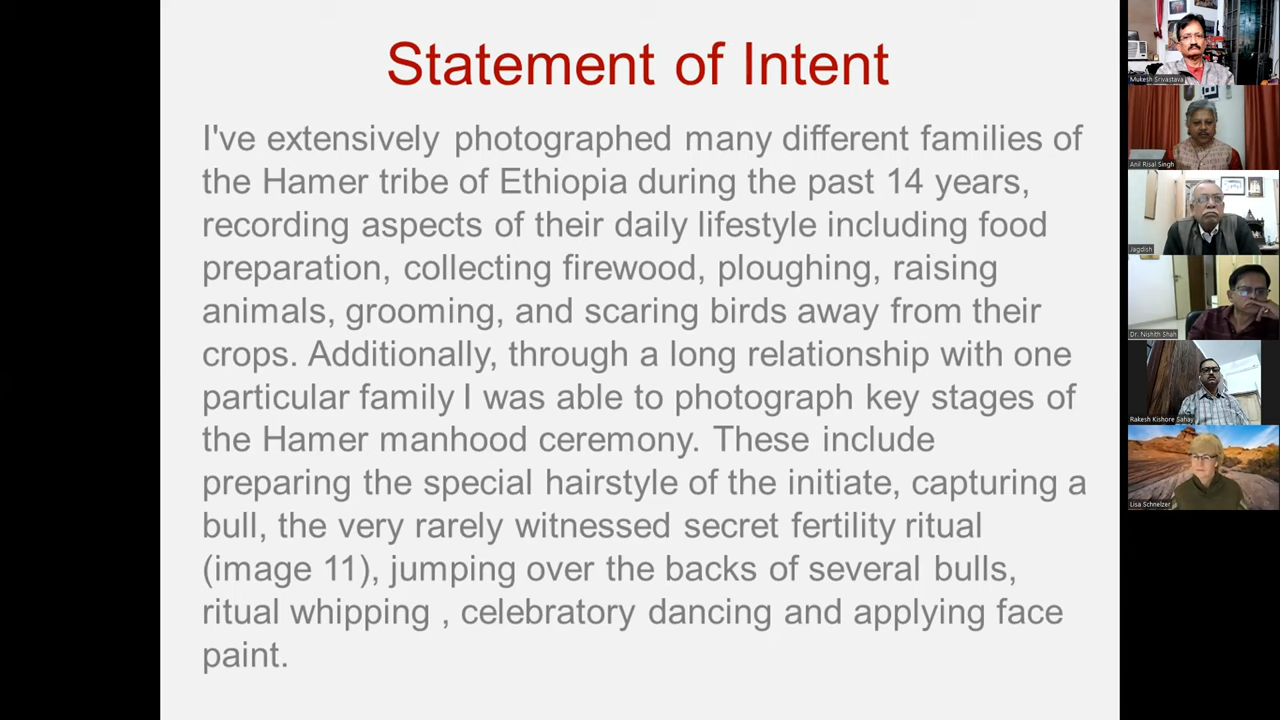 Statement of Intent
I've extensively photographed many different families of
the Hamer tribe of Ethiopia during the past 14 years,
recording aspects of their daily lifestyle including food
preparation, collecting firewood, ploughing, raising
animals, grooming, and scaring birds away from their
crops. Additionally, through a long relationship with one
particular family I was able to photograph key stages of
the Hamer manhood ceremony. These include
preparing the special hairstyle of the initiate, capturing a
bull, the very rarely witnessed secret fertility ritual
(image 11), jumping over the backs of several bulls,
ritual whipping , celebratory dancing and applying face
paint.
Mukesh Srivastava
Anil Risal Singh
Jagdish
Dr. Nishith Shah
Rakesh Kishore Sahay
Lisa Schnelzer